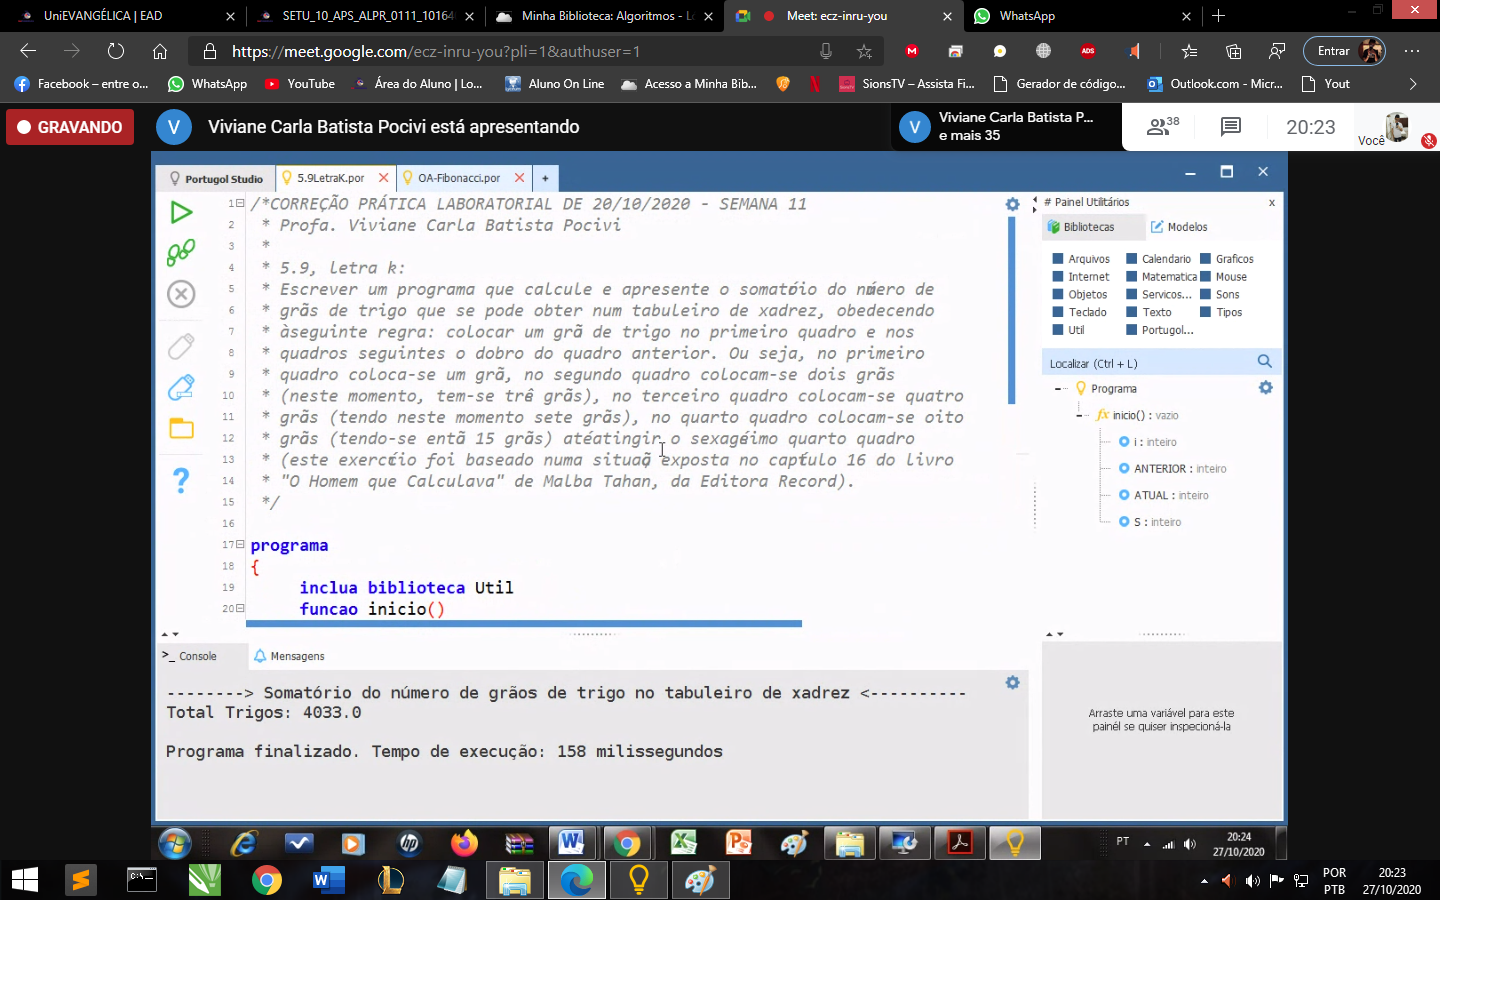 UniEVANGÉLICA | EAD
SETU_10_APS_ALPR_0111_10164
Minha Biblioteca: Algoritmos - Lo
Meet: ecz-inru-you
WhatsApp
https://meet.google.com/ecz-inru-you?pli=1&authuser=1
Entrar
Facebook – entre o...
WhatsApp
YouTube
Área do Aluno | Lo...
Aluno On Line
Acesso a Minha Bib...
SionsTV – Assista Fi...
Gerador de código...
Outlook.com - Micr...
Yout
GRAVANDO
V
Viviane Carla Batista Pocivi está apresentando
V
Viviane Carla Batista P...
e mais 35
38
20:23
Você
Portugol Studio
5.9LetraK.por
OA-Fibonacci.por
+
1 /*CORREÇÃO PRÁTICA LABORATORIAL DE 20/10/2020 - SEMANA 11
2 * Profa. Viviane Carla Batista Pocivi
3 *
4 * 5.9, letra k:
5 * Escrever um programa que calcule e apresente o somatóio do número de
6 * grãs de trigo que se pode obter num tabuleiro de xadrez, obedecendo
7 * àseguinte regra: colocar um grã de trigo no primeiro quadro e nos
8 * quadros seguintes o dobro do quadro anterior. Ou seja, no primeiro
9 * quadro coloca-se um grã, no segundo quadro colocam-se dois grãs
10 * (neste momento, tem-se trê grãs), no terceiro quadro colocam-se quatro
11 * grãs (tendo neste momento sete grãs), no quarto quadro colocam-se oito
12 * grãs (tendo-se entã 15 grãs) atéatingir o sexagéimo quarto quadro
13 * (este exercíio foi baseado numa situaçã exposta no capítulo 16 do livro
14 * "O Homem que Calculava" de Malba Tahan, da Editora Record).
15 */
16
17 programa
18 {
19 inclua biblioteca Util
20 funcao inicio()
# Painel Utilitários x
Bibliotecas
Modelos
Arquivos Calendario Graficos
Internet Matematica Mouse
Objetos Servicos... Sons
Teclado Texto Tipos
Util Portugol...
Localizar (Ctrl + L)
Programa
fx inicio() : vazio
i : inteiro
ANTERIOR : inteiro
ATUAL : inteiro
S : inteiro
>_ Console
Mensagens
--------> Somatório do número de grãos de trigo no tabuleiro de xadrez <----------
Total Trigos: 4033.0
Programa finalizado. Tempo de execução: 158 milissegundos
Arraste uma variável para este
painél se quiser inspecioná-la
PT
20:24
27/10/2020
POR
PTB
20:23
27/10/2020